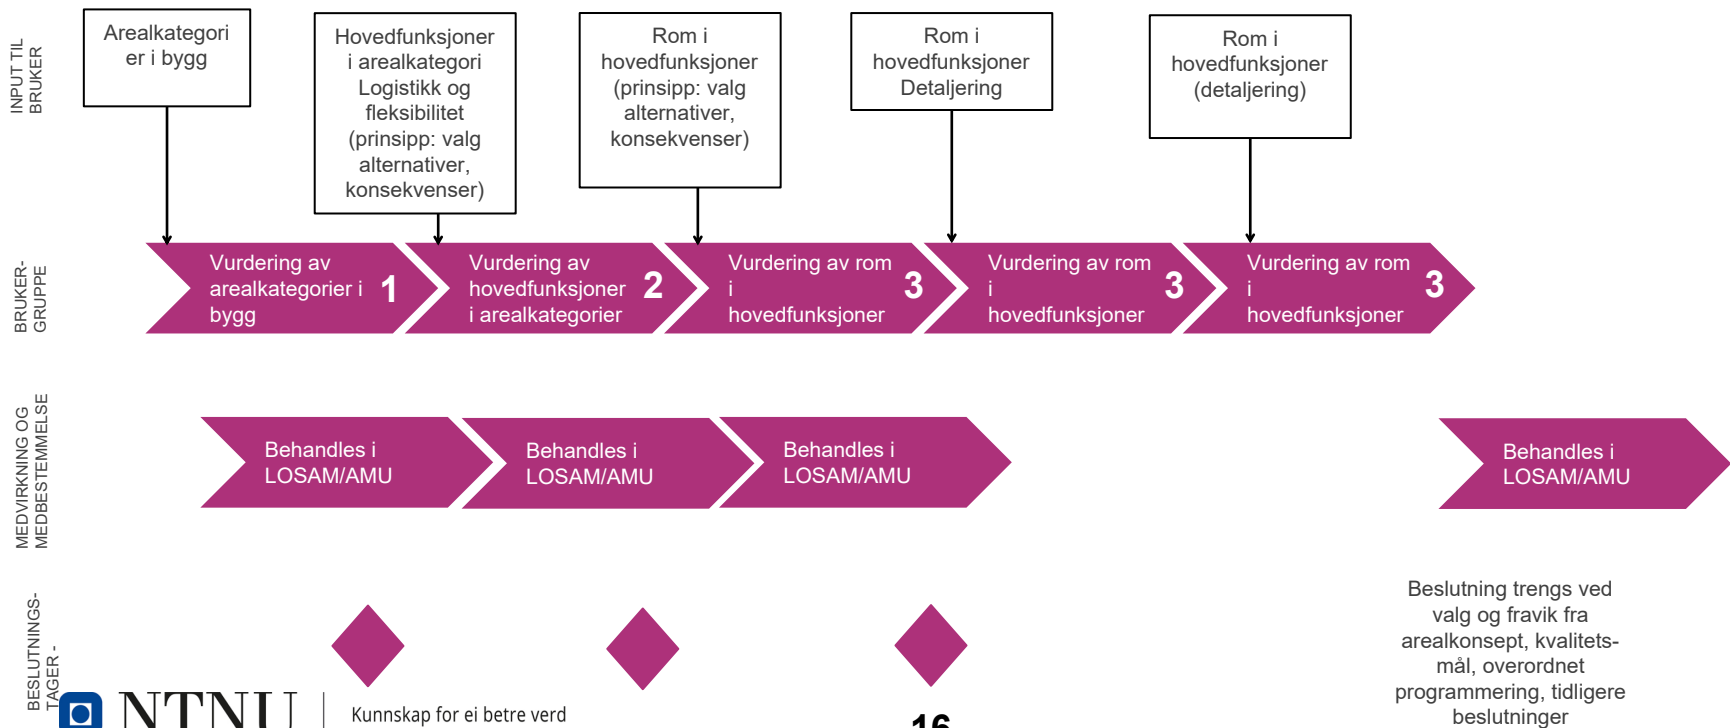 INPUT TIL
BRUKER
Arealkategori
er i bygg
Hovedfunksjoner
i arealkategori
Logistikk og
fleksibilitet
(prinsipp: valg
alternativer,
konsekvenser)
Rom i
hovedfunksjoner
(prinsipp: valg
alternativer,
konsekvenser)
Rom i
hovedfunksjoner
Detaljering
Rom i
hovedfunksjoner
(detaljering)
BRUKER-
GRUPPE
Vurdering av
arealkategorier i
bygg
1
Vurdering av
hovedfunksjoner
i arealkategorier
2
Vurdering av rom
i
hovedfunksjoner
3
Vurdering av rom
i
hovedfunksjoner
3
Vurdering av rom
i
hovedfunksjoner
3
MEDVIRKNING OG
MEDBESTEMMELSE
Behandles i
LOSAM/AMU
Behandles i
LOSAM/AMU
Behandles i
LOSAM/AMU
Behandles i
LOSAM/AMU
BESLUTNINGS-
TAGER -
Beslutning trengs ved
valg og fravik fra
arealkonsept, kvalitets-
mål, overordnet
programmering, tidligere
beslutninger
NTNU
Kunnskap for ei betre verd
16